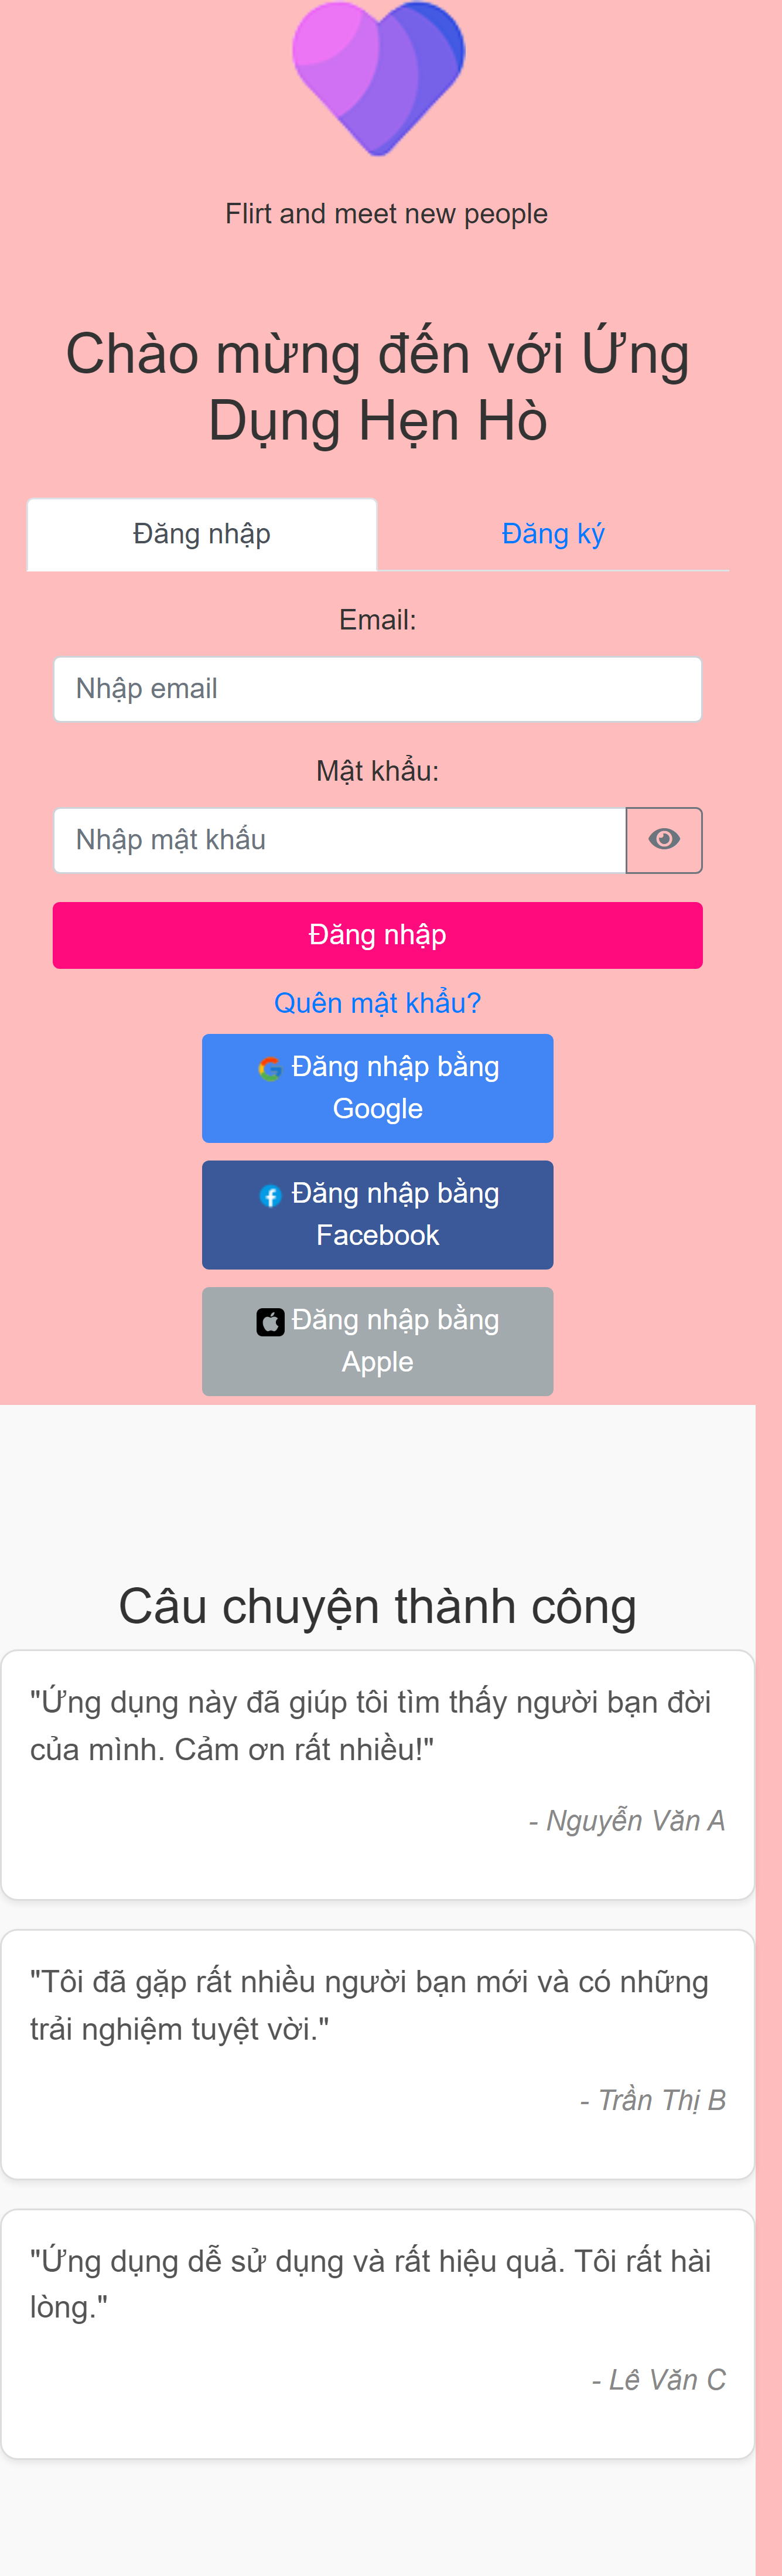 Flirt and meet new people
Chào mừng đến với Ứng
Dụng Hẹn Hò
Đăng nhập
Đăng ký
Email:
Nhập email
Mật khẩu:
Nhập mật khẩu
Đăng nhập
Quên mật khẩu?
Đăng nhập bằng
Google
Đăng nhập bằng
Facebook
Đăng nhập bằng
Apple
Câu chuyện thành công
"Ứng dụng này đã giúp tôi tìm thấy người bạn đời
của mình. Cảm ơn rất nhiều!"
- Nguyễn Văn A
"Tôi đã gặp rất nhiều người bạn mới và có những
trải nghiệm tuyệt vời."
- Trần Thị B
"Ứng dụng dễ sử dụng và rất hiệu quả. Tôi rất hài
lòng."
- Lê Văn C